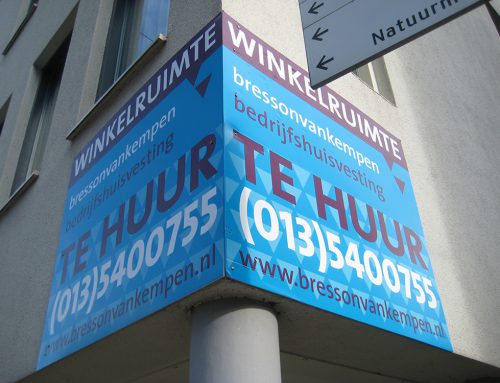 WINKELRUIMTE
bressonvankempen
bedrijfshuisvesting
TE HUUR
(013)5400755
www.bressonvankempen.nl
WINKELRUIMTE
bressonvankempen
bedrijfshuisvesting
TE HUUR
(013)5400755
www.bressonvankempen.nl